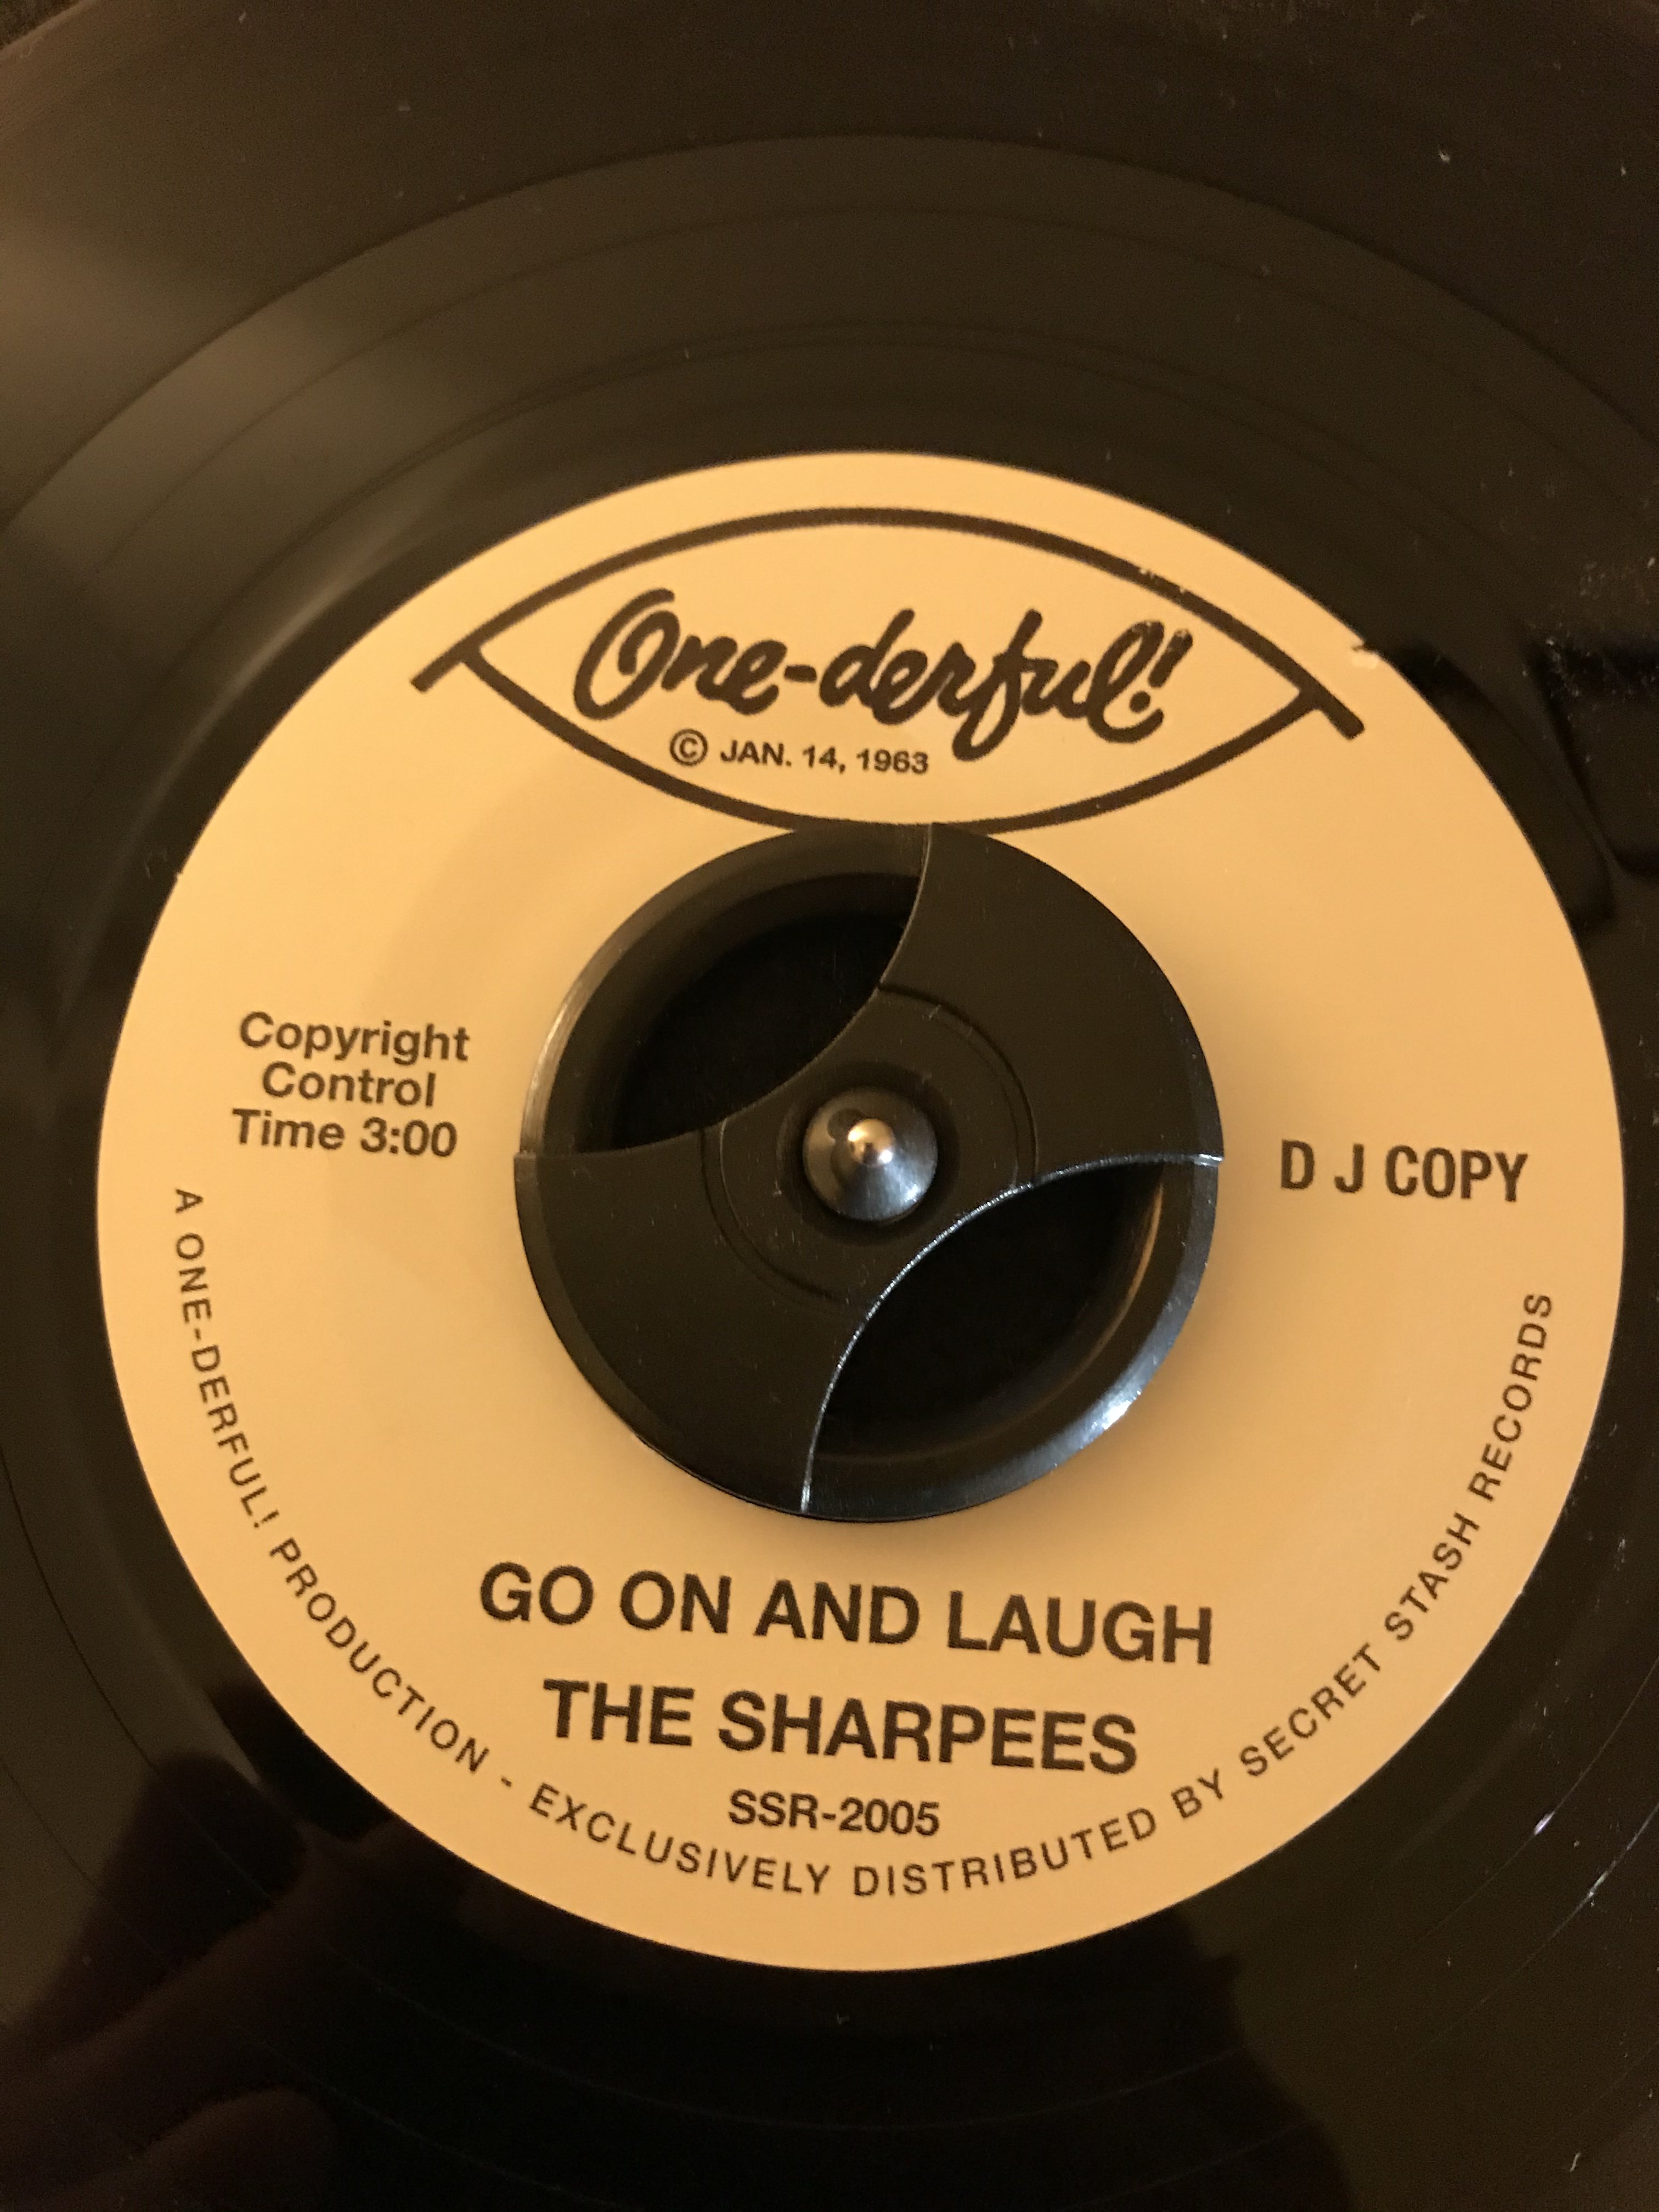 One-derful!
© JAN. 14, 1963
Copyright
Control
Time 3:00
D J COPY
GO ON AND LAUGH
THE SHARPEES
SSR-2005
A ONE-DERFUL! PRODUCTION - EXCLUSIVELY DISTRIBUTED BY SECRET STASH RECORDS